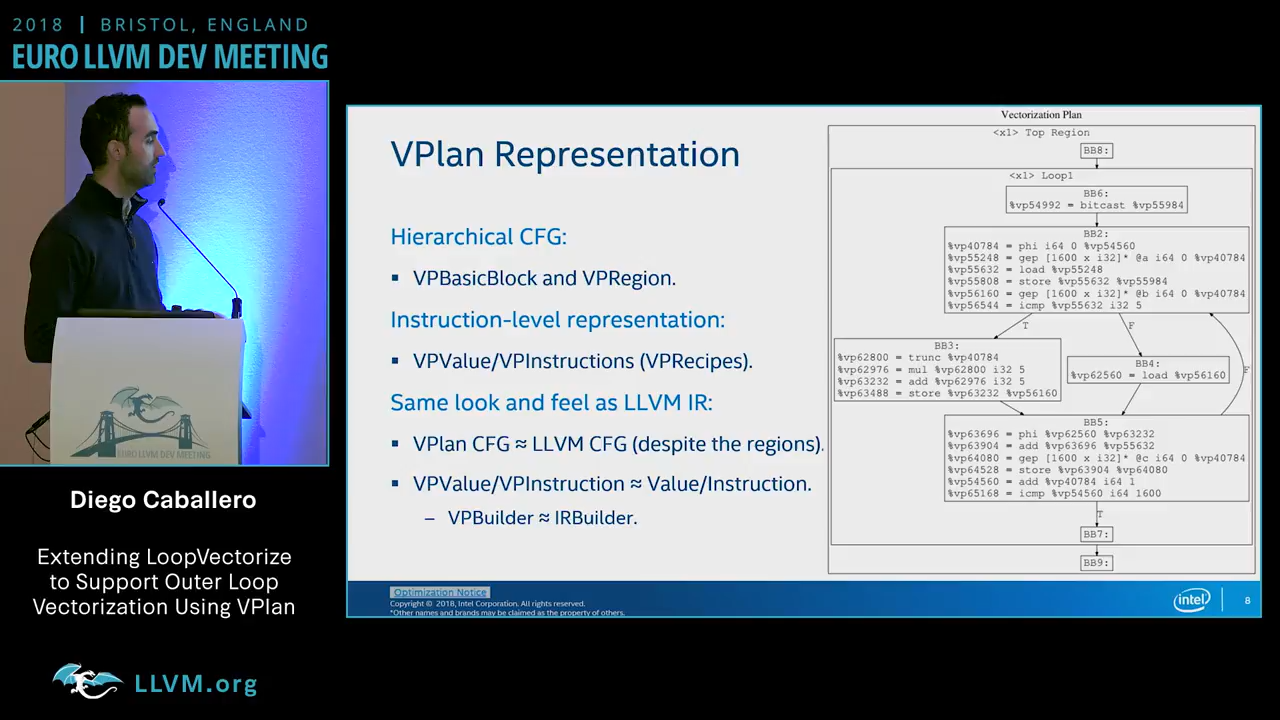 2018 | BRISTOL, ENGLAND
EURO LLVM DEV MEETING
EURO LLVM DEV MEETING
Diego Caballero
Extending LoopVectorize
to Support Outer Loop
Vectorization Using VPlan
LLVM.org
VPlan Representation
Hierarchical CFG:
▪ VPBasicBlock and VPRegion.
Instruction-level representation:
▪ VPValue/VPInstructions (VPRecipes).
Same look and feel as LLVM IR:
▪ VPlan CFG ≈ LLVM CFG (despite the regions).
▪ VPValue/VPInstruction ≈ Value/Instruction.
– VPBuilder ≈ IRBuilder.
Vectorization Plan
<x1> Top Region
BB8:
<x1> Loop1
BB6:
%vp54992 = bitcast %vp55984
BB2:
%vp40784 = phi i64 0 %vp54560
%vp55248 = gep [1600 x i32]* @a i64 0 %vp40784
%vp55632 = load %vp55248
%vp55808 = store %vp55632 %vp55984
%vp56160 = gep [1600 x i32]* @b i64 0 %vp40784
%vp56544 = icmp %vp55632 i32 5
T
F
BB3:
%vp62800 = trunc %vp40784
%vp62976 = mul %vp62800 i32 5
%vp63232 = add %vp62976 i32 5
%vp63488 = store %vp63232 %vp56160
BB4:
%vp62560 = load %vp56160
F
BB5:
%vp63696 = phi %vp62560 %vp63232
%vp63904 = add %vp63696 %vp55632
%vp64080 = gep [1600 x i32]* @c i64 0 %vp40784
%vp64528 = store %vp63904 %vp64080
%vp54560 = add %vp40784 i64 1
%vp65168 = icmp %vp54560 i64 1600
T
BB7:
BB9:
Optimization Notice
Copyright © 2018, Intel Corporation. All rights reserved.
*Other names and brands may be claimed as the property of others.
intel
8